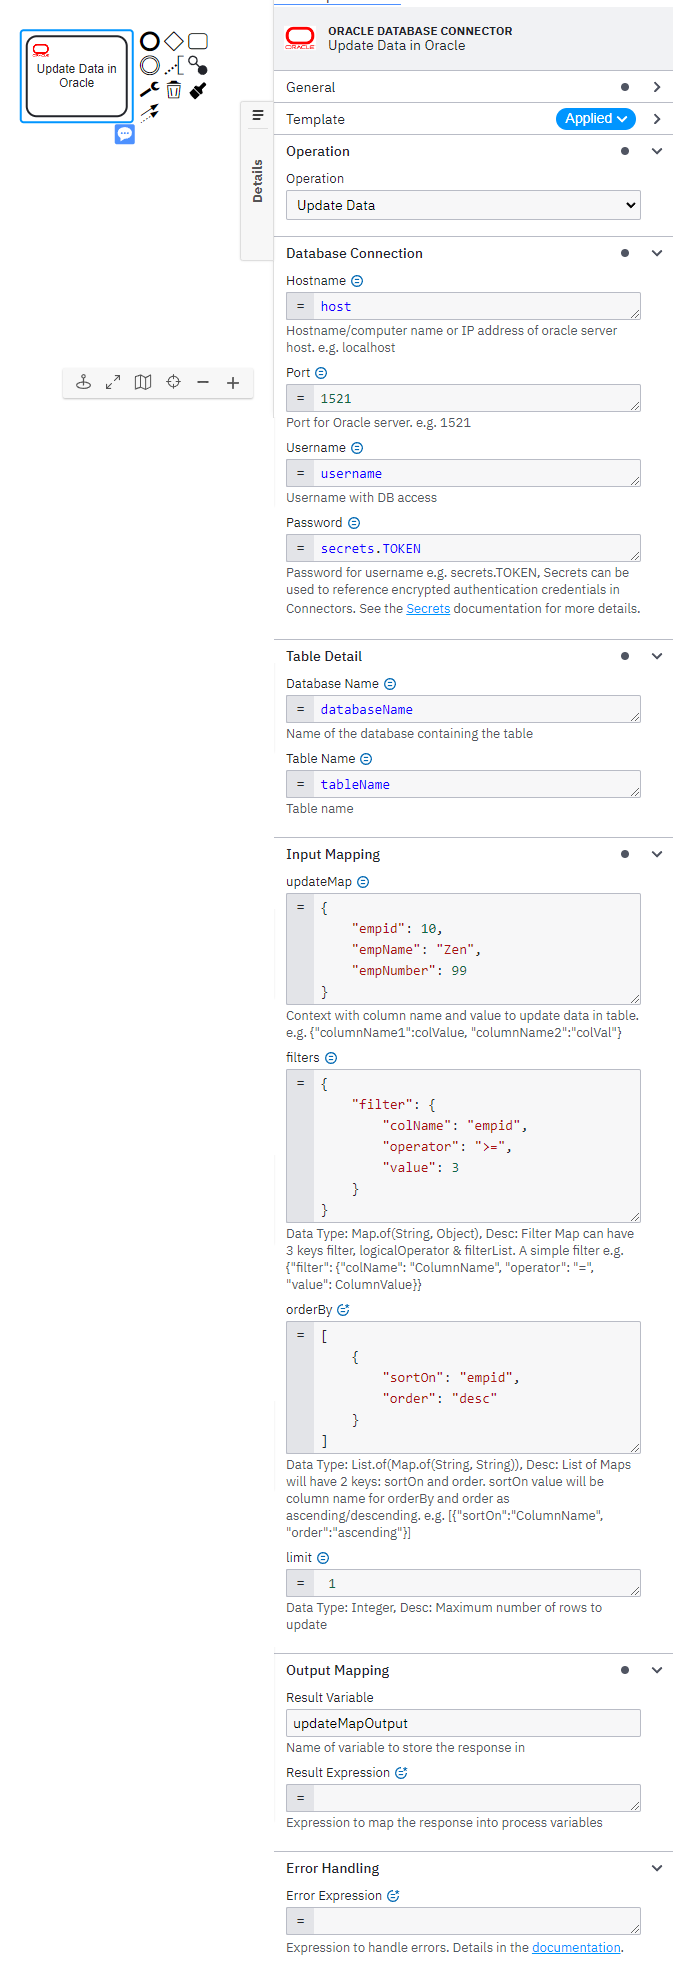 ORACLE
Update Data in
Oracle
Details
ORACLE
ORACLE DATABASE CONNECTOR
Update Data in Oracle
General
Template
Applied
Operation
Operation
Update Data
Database Connection
Hostname
= host
Hostname/computer name or IP address of oracle server
host. e.g. localhost
Port
= 1521
Port for Oracle server. e.g. 1521
Username
= username
Username with DB access
Password
= secrets.TOKEN
Password for username e.g. secrets.TOKEN, Secrets can be
used to reference encrypted authentication credentials in
Connectors. See the Secrets documentation for more details.
Table Detail
Database Name
= databaseName
Name of the database containing the table
Table Name
= tableName
Table name
Input Mapping
updateMap
= {
"empid": 10,
"empName": "Zen",
"empNumber": 99
}
Context with column name and value to update data in table.
e.g. {"columnName1":colValue, "columnName2":"colVal"}
filters
= {
"filter": {
"colName": "empid",
"operator": ">=",
"value": 3
}
}
Data Type: Map.of(String, Object), Desc: Filter Map can have
3 keys filter, logicalOperator & filterList. A simple filter e.g.
{"filter": {"colName": "ColumnName", "operator": "=",
"value": ColumnValue}}
orderBy
= [
{
"sortOn": "empid",
"order": "desc"
}
]
Data Type: List.of(Map.of(String, String)), Desc: List of Maps
will have 2 keys: sortOn and order. sortOn value will be
column name for orderBy and order as
ascending/descending. e.g. [{"sortOn":"ColumnName",
"order":"ascending"}]
limit
= 1
Data Type: Integer, Desc: Maximum number of rows to
update
Output Mapping
Result Variable
updateMapOutput
Name of variable to store the response in
Result Expression
=
Expression to map the response into process variables
Error Handling
Error Expression
=
Expression to handle errors. Details in the documentation.